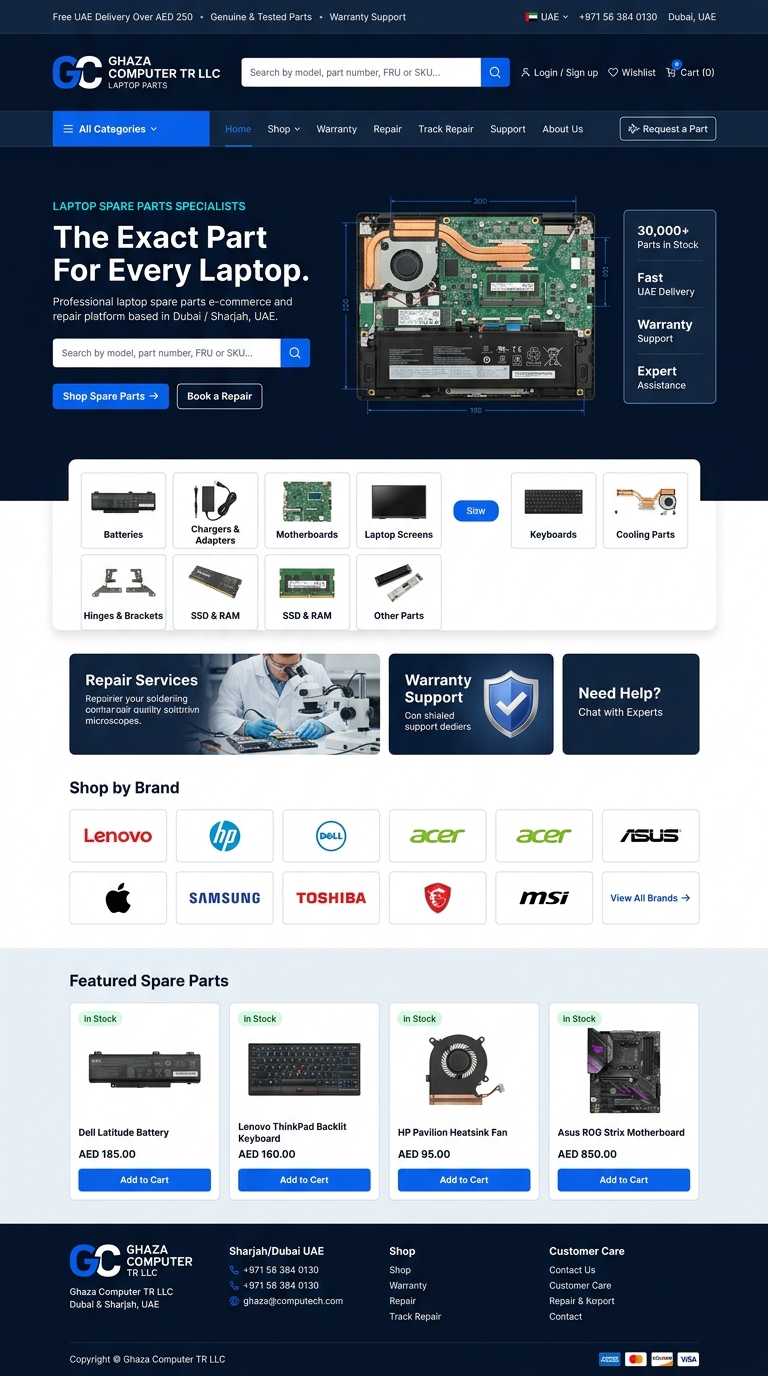 Free UAE Delivery Over AED 250 • Genuine & Tested Parts • Warranty Support
UAE
+971 56 384 0130
Dubai, UAE
GC
GHAZA
COMPUTER TR LLC
LAPTOP PARTS
Search by model, part number, FRU or SKU...
Login / Sign up
Wishlist
Cart (0)
All Categories
Home
Shop
Warranty
Repair
Track Repair
Support
About Us
Request a Part
LAPTOP SPARE PARTS SPECIALISTS
The Exact Part
For Every Laptop.
Professional laptop spare parts e-commerce and
repair platform based in Dubai / Sharjah, UAE.
Search by model, part number, FRU or SKU...
Shop Spare Parts →
Book a Repair
300
30,000+
Parts in Stock
Fast
UAE Delivery
Warranty
Support
Expert
Assistance
Batteries
Chargers &
Adapters
Motherboards
Laptop Screens
Keyboards
Cooling Parts
Hinges & Brackets
SSD & RAM
SSD & RAM
Other Parts
Repair Services
your
microscopes.
Warranty
Support
support
Need Help?
Chat with Experts
Shop by Brand
Lenovo
hp
DELL
acer
acer
ASUS
SAMSUNG
TOSHIBA
msi
View All Brands →
Featured Spare Parts
in Stock
in Stock
in Stock
in Stock
Dell Latitude Battery
AED 185.00
Add to Cart
Lenovo ThinkPad Backlit
Keyboard
AED 160.00
Add to Cert
HP Pavilion Heatsink Fan
AED 95.00
Add to Cart
Asus ROG Strix Motherboard
AED 850.00
Add to Cart
GC
GHAZA
COMPUTER
TR LLC
Ghaza Computer TR LLC
Dubal & Sharjah, UAE
Sharjah/Dubai UAE
+971 56 384 0130
+971 56 384 0130
ghaza@computech.com
Shop
Shop
Warranty
Repair
Track Repair
Customer Care
Contact Us
Customer Care
Repair &
Contact
Copyright © Ghaza Computer TR LLC
VISA